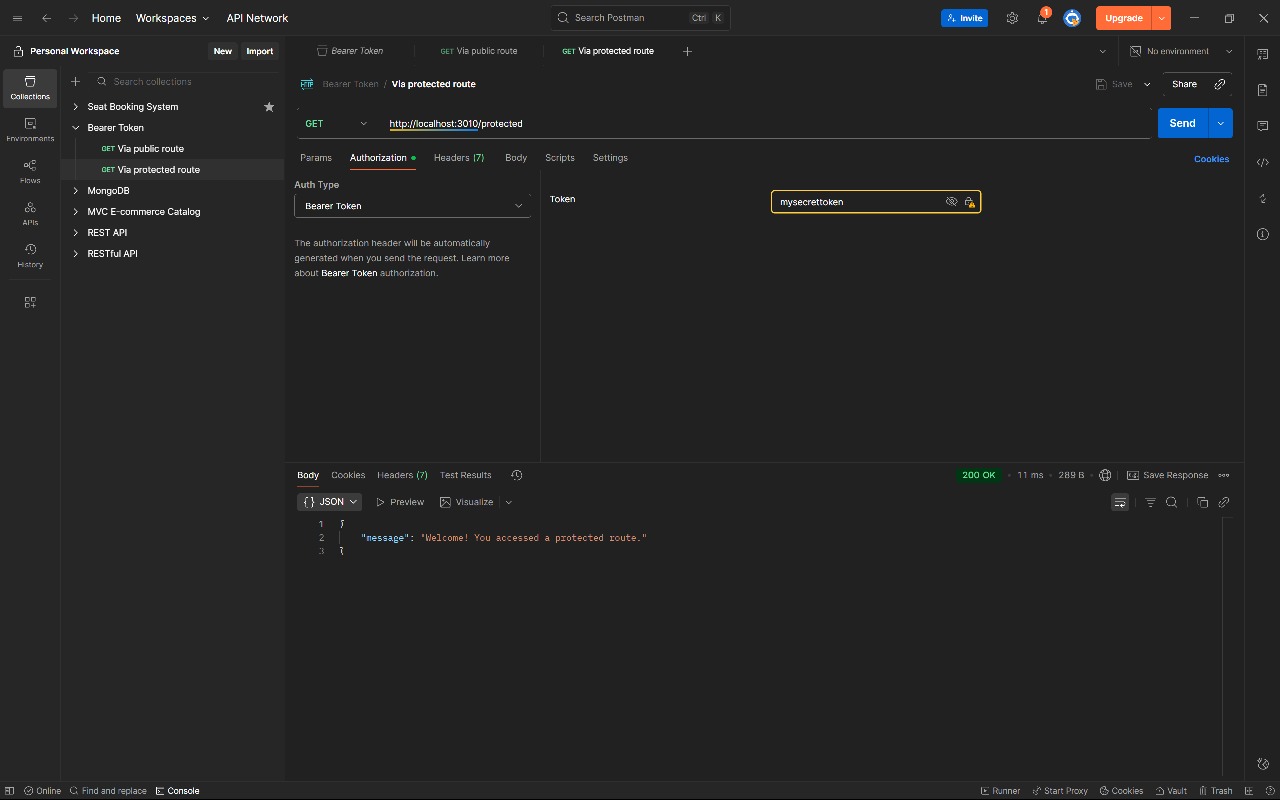 Home Workspaces API Network Search Postman Ctrl K Invite 1 Upgrade
Personal Workspace New Import Bearer Token GET Via public route GET Via protected route No environment
Search collections
Collections
Environments
Flows
APIs
History
Seat Booking System
Bearer Token
GET Via public route
GET Via protected route
MongoDB
MVC E-commerce Catalog
REST API
RESTful API
HTTP Bearer Token / Via protected route Save Share
GET http://localhost:3010/protected Send
Params Authorization Headers (7) Body Scripts Settings Cookies
Auth Type
Bearer Token
The authorization header will be automatically
generated when you send the request. Learn more
about Bearer Token authorization.
Token mysecrettoken
Body Cookies Headers (7) Test Results 200 OK 11 ms 289 B Save Response
{ } JSON Preview Visualize
1 {
2 "message": "Welcome! You accessed a protected route."
3 }
Online Find and replace Console Runner Start Proxy Cookies Vault Trash